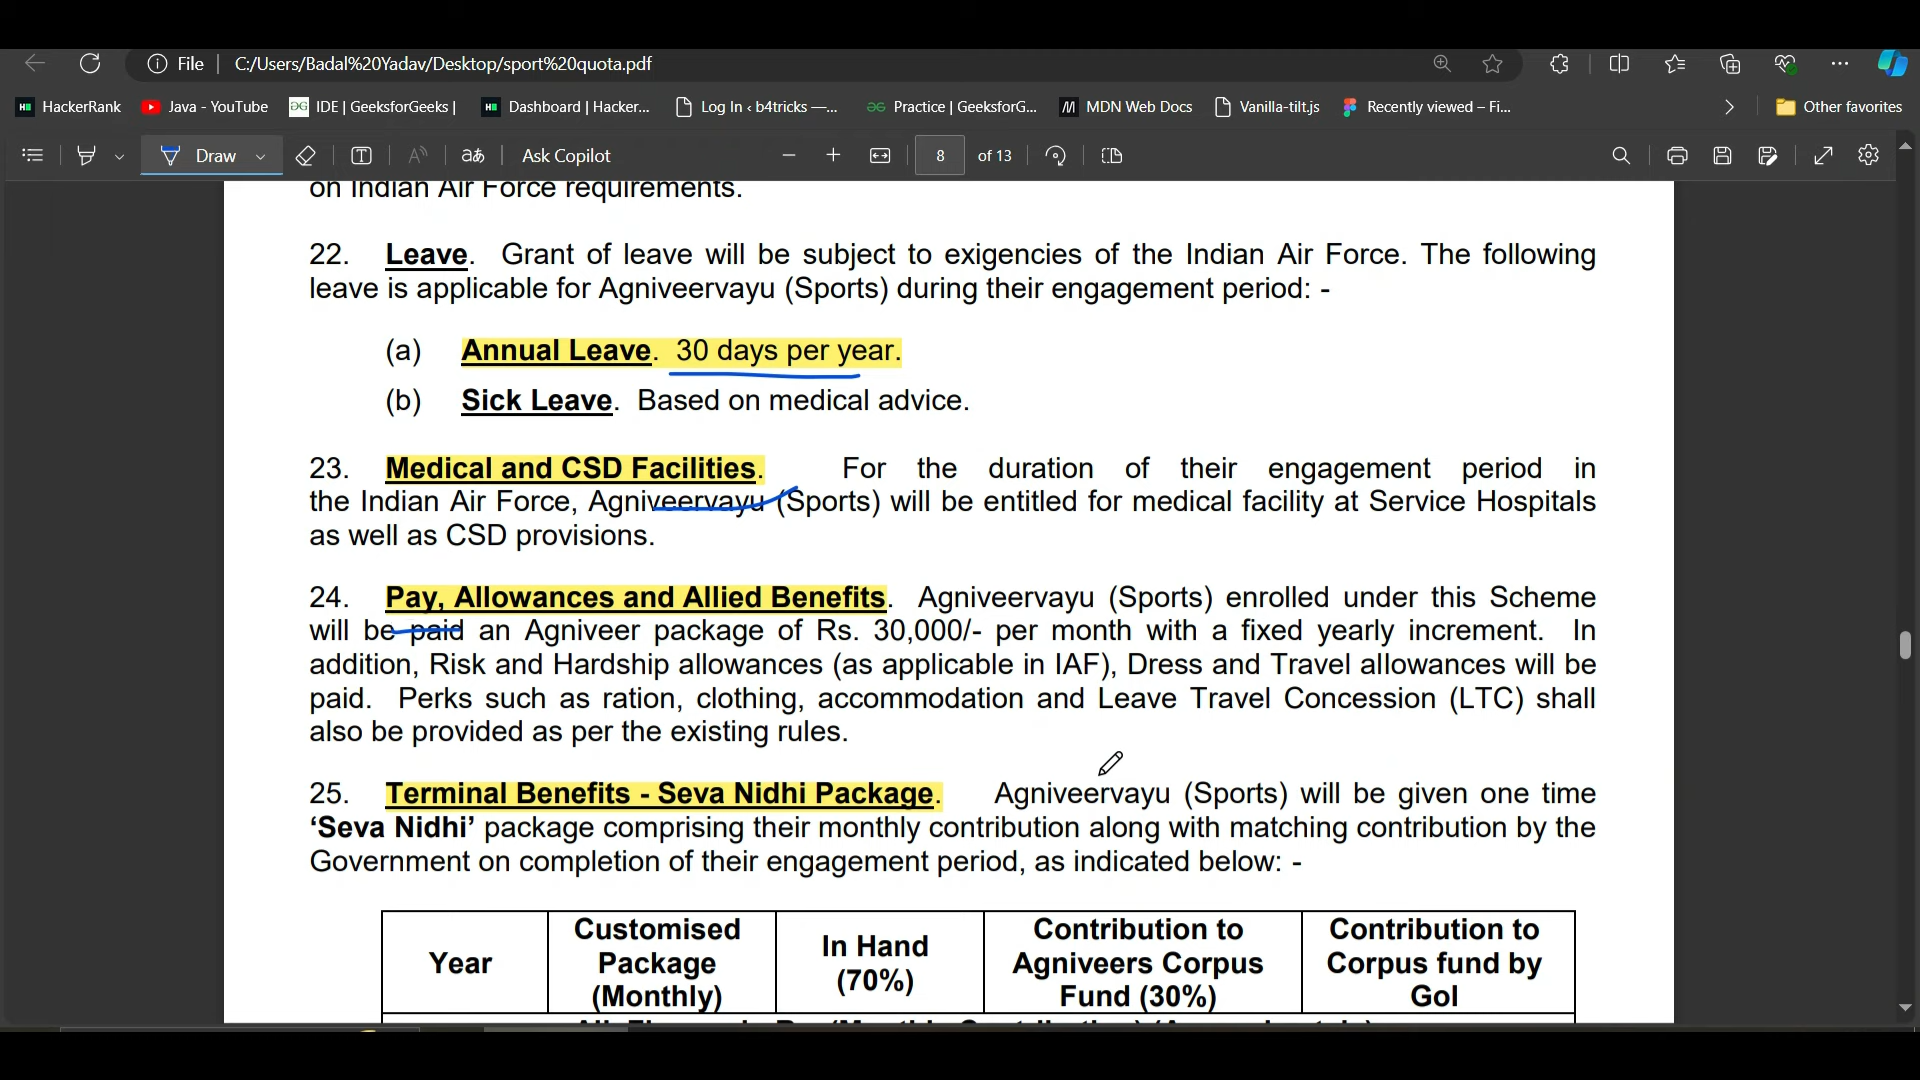 File
C:/Users/Badal%20Yadav/Desktop/sport%20quota.pdf
HackerRank
Java - YouTube
IDE | GeeksforGeeks |
Dashboard | Hacker...
Log In ‹ b4tricks —...
Practice | GeeksforG...
MDN Web Docs
Vanilla-tilt.js
Recently viewed – Fi...
Other favorites
Draw
aあ
Ask Copilot
8 of 13
on Indian Air Force requirements.
22. Leave. Grant of leave will be subject to exigencies of the Indian Air Force. The following
leave is applicable for Agniveervayu (Sports) during their engagement period: -
(a) Annual Leave. 30 days per year.
(b) Sick Leave. Based on medical advice.
23. Medical and CSD Facilities. For the duration of their engagement period in
the Indian Air Force, Agniveervayu (Sports) will be entitled for medical facility at Service Hospitals
as well as CSD provisions.
24. Pay, Allowances and Allied Benefits. Agniveervayu (Sports) enrolled under this Scheme
will be paid an Agniveer package of Rs. 30,000/- per month with a fixed yearly increment. In
addition, Risk and Hardship allowances (as applicable in IAF), Dress and Travel allowances will be
paid. Perks such as ration, clothing, accommodation and Leave Travel Concession (LTC) shall
also be provided as per the existing rules.
25. Terminal Benefits - Seva Nidhi Package. Agniveervayu (Sports) will be given one time
‘Seva Nidhi’ package comprising their monthly contribution along with matching contribution by the
Government on completion of their engagement period, as indicated below: -
Year
Customised
Package
(Monthly)
In Hand
(70%)
Contribution to
Agniveers Corpus
Fund (30%)
Contribution to
Corpus fund by
GoI